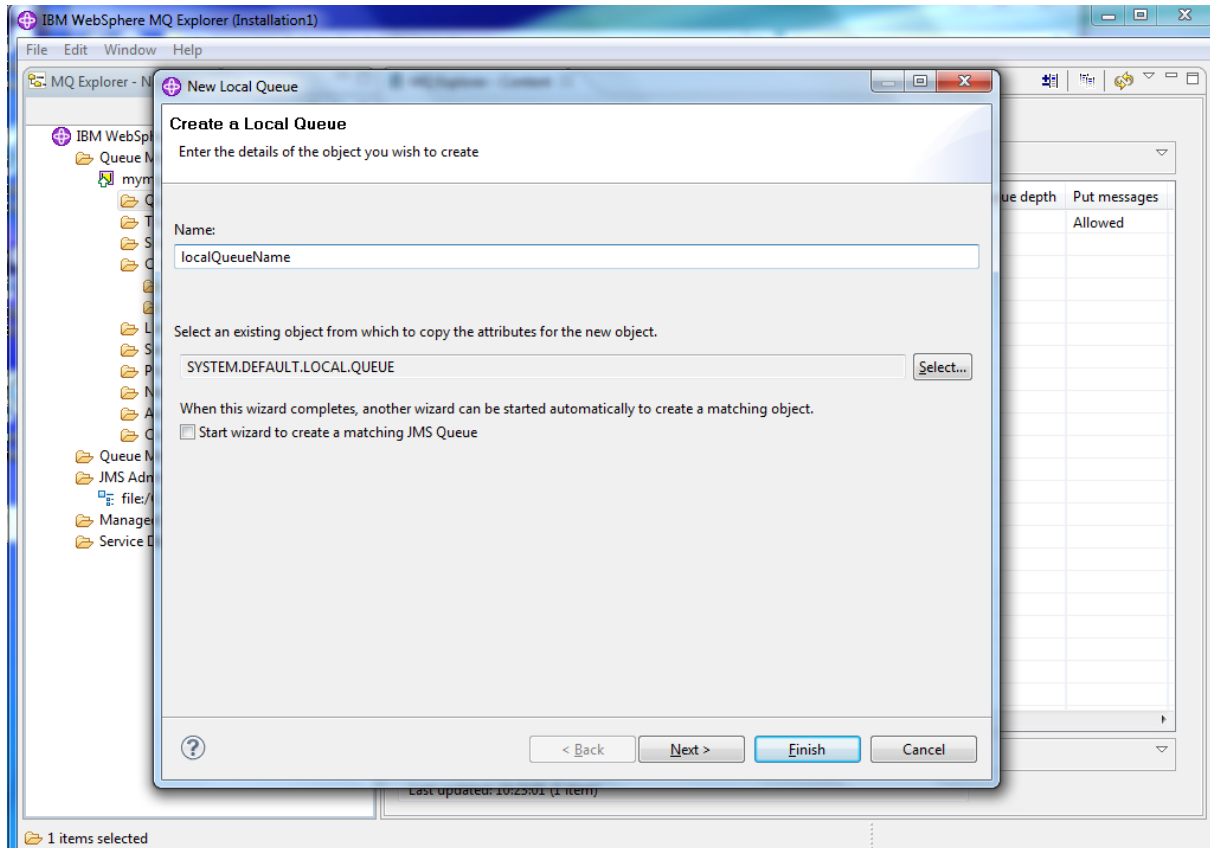 IBM WebSphere MQ Explorer (Installation1)
File Edit Window Help
MQ Explorer - N
New Local Queue
Create a Local Queue
Enter the details of the object you wish to create
IBM WebSph
Queue M
mym
Q
T
S
C
L
S
P
N
A
C
Queue M
JMS Adm
file:/
Manage
Service D
Name:
localQueueName
Select an existing object from which to copy the attributes for the new object.
SYSTEM.DEFAULT.LOCAL.QUEUE
Select...
When this wizard completes, another wizard can be started automatically to create a matching object.
Start wizard to create a matching JMS Queue
ue depth Put messages
Allowed
? < Back Next > Finish Cancel
Last updated: 10:25:01 (1 item)
1 items selected